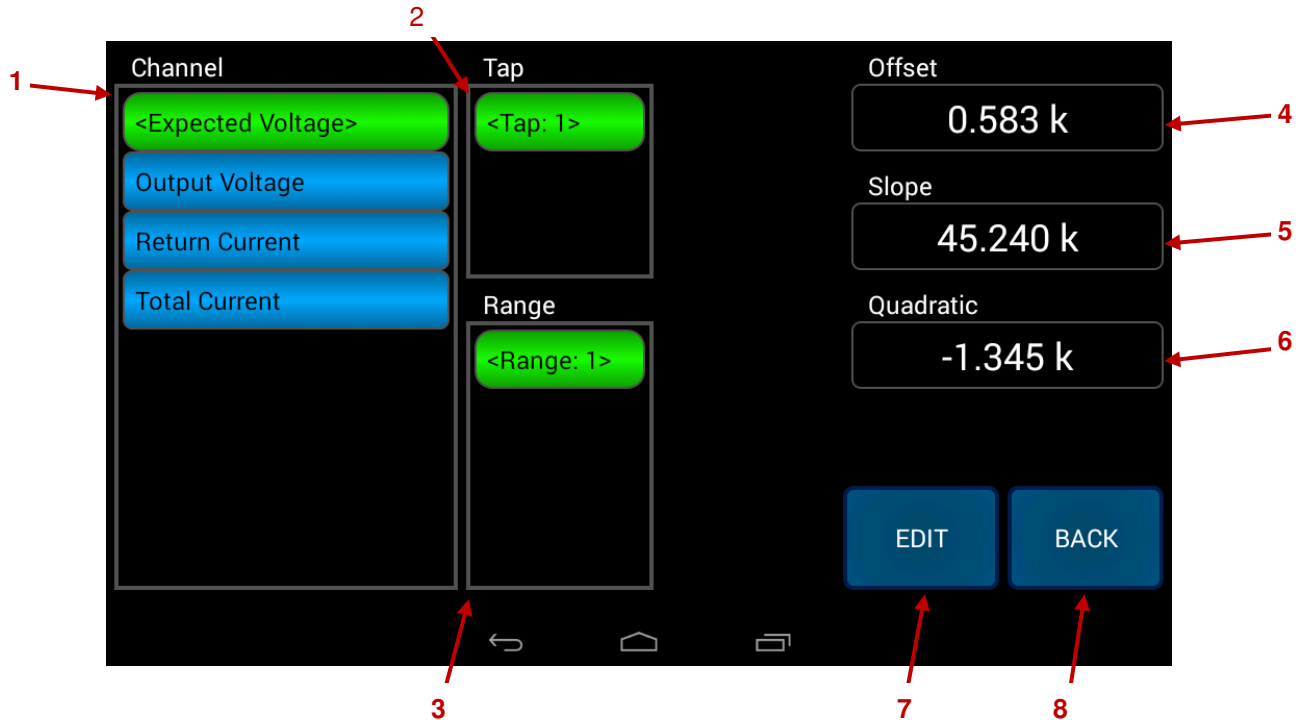 2
1
Channel
<Expected Voltage>
Output Voltage
Return Current
Total Current
Tap
<Tap: 1>
Range
<Range: 1>
3
Offset
0.583 k
4
Slope
45.240 k
5
Quadratic
-1.345 k
6
EDIT
BACK
7
8